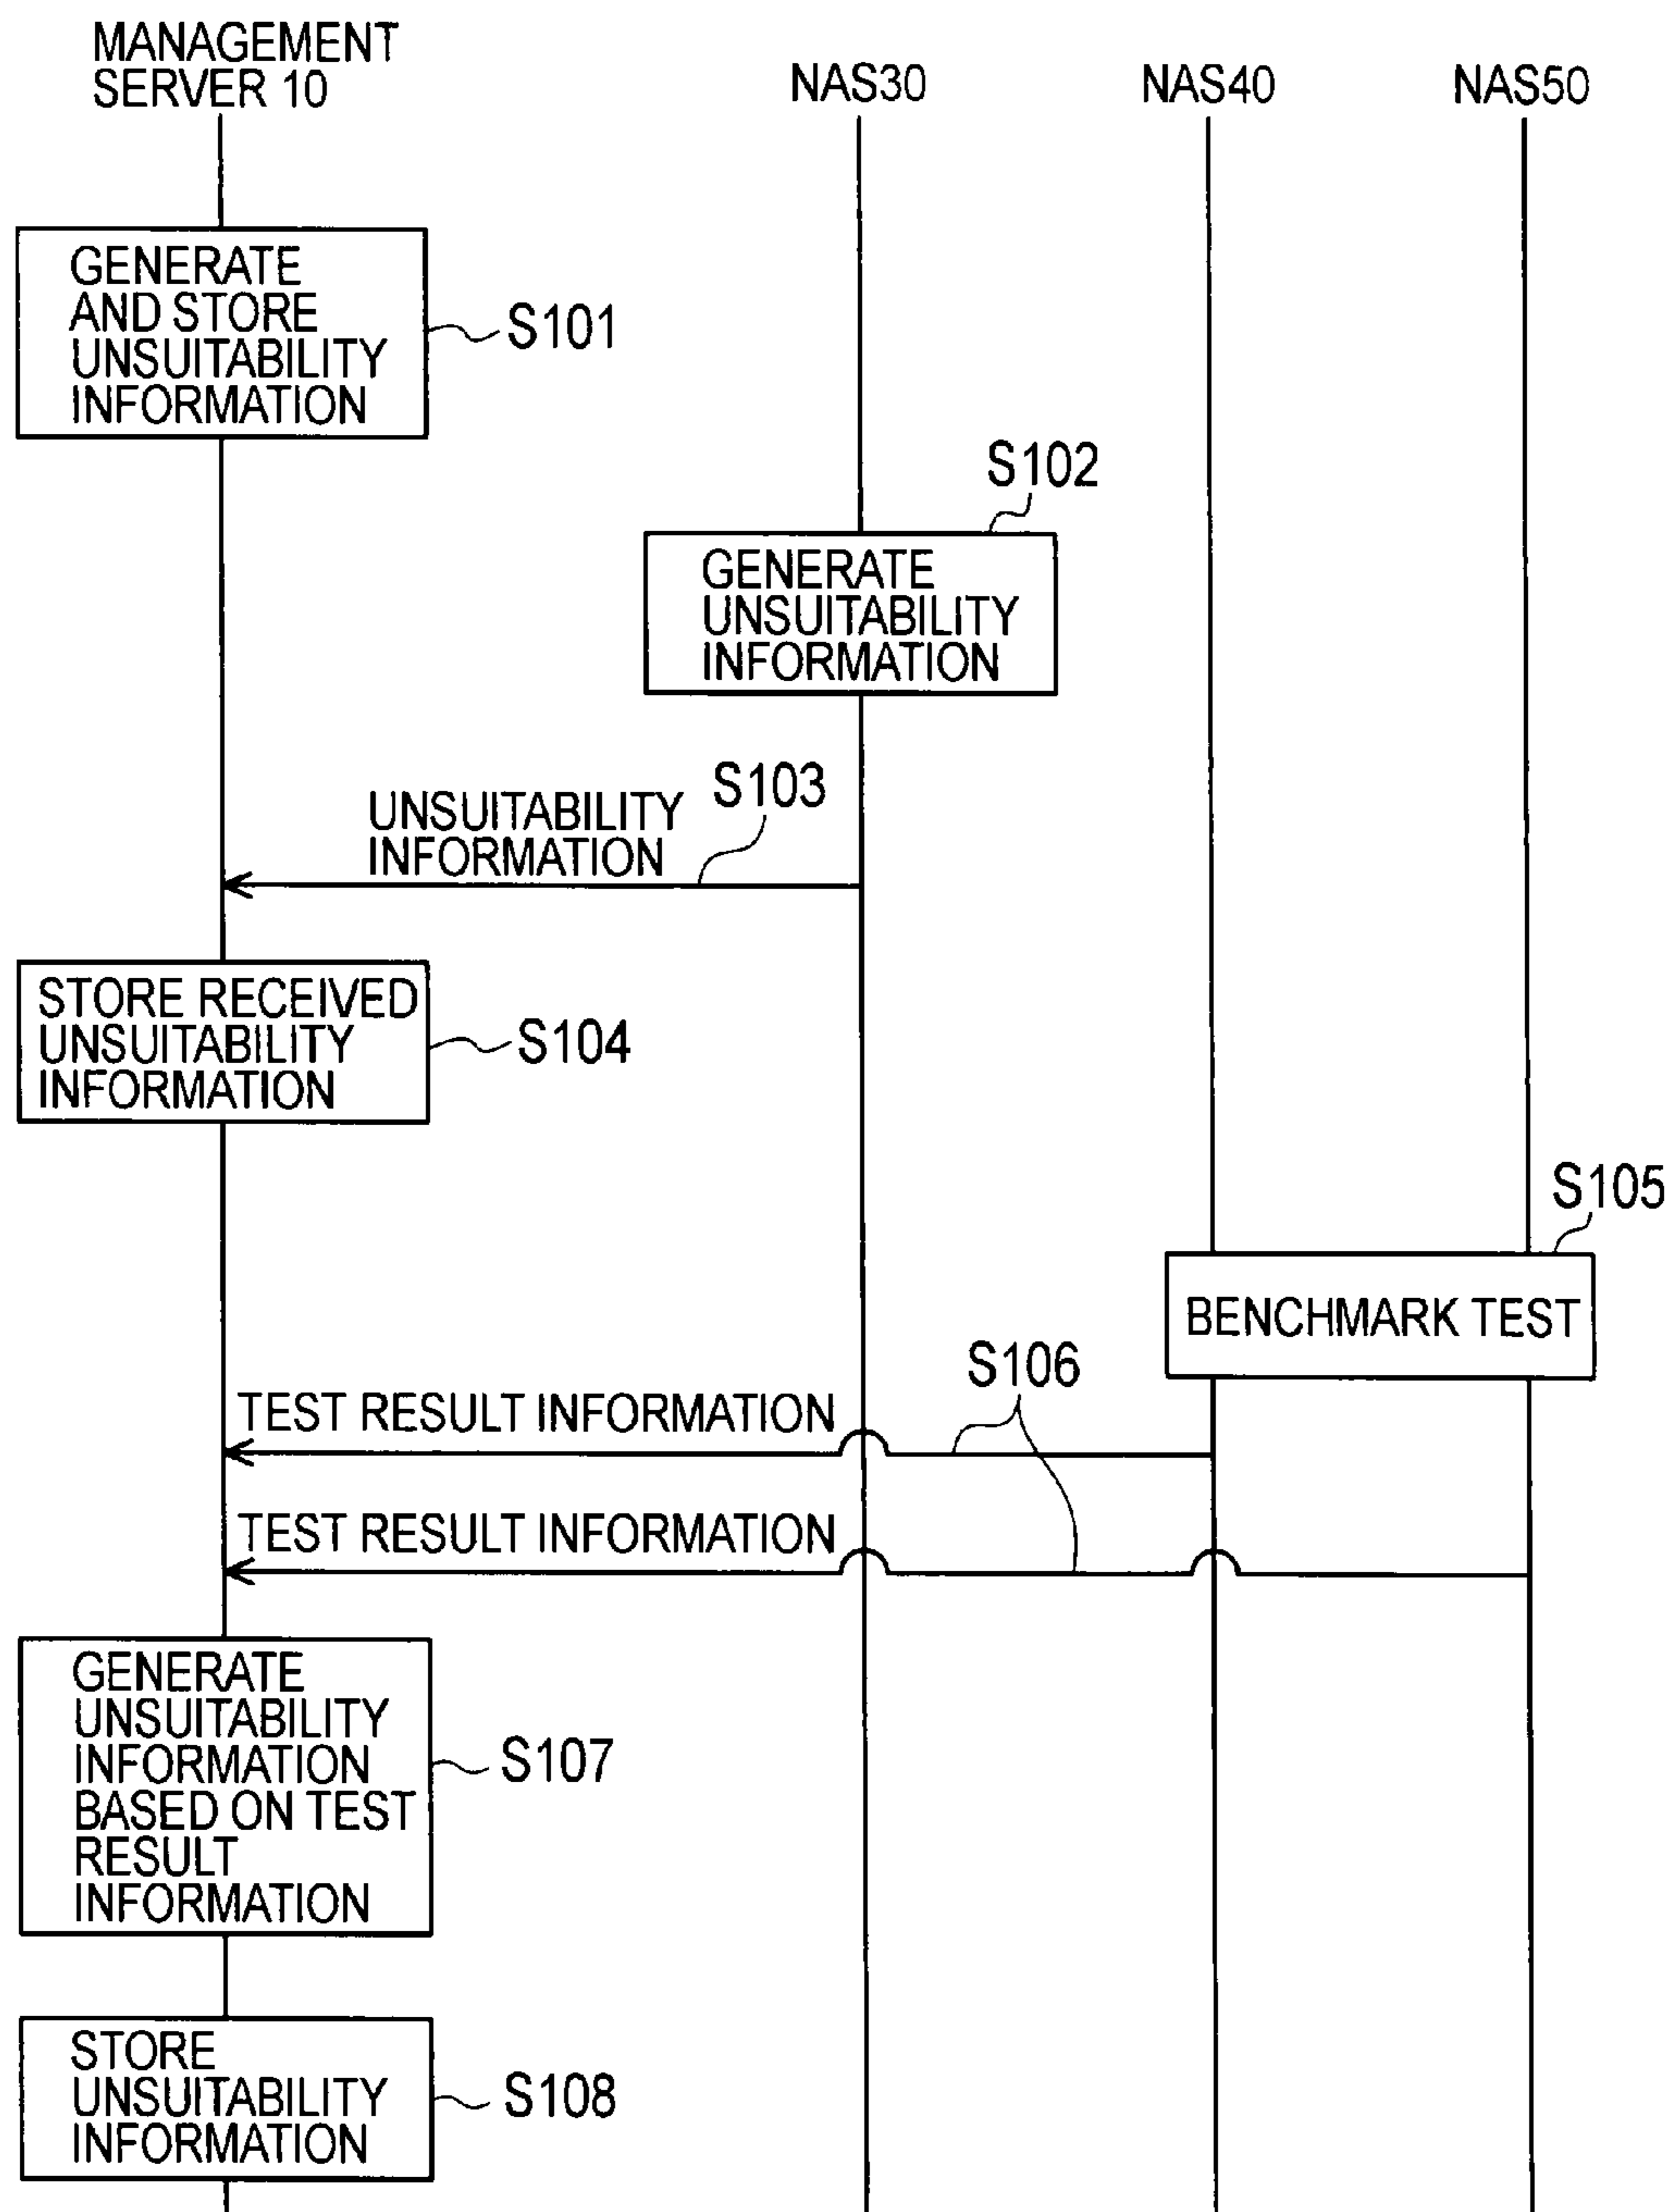 MANAGEMENT
SERVER 10
NAS30
NAS40
NAS50
GENERATE
AND STORE
UNSUITABILITY
INFORMATION
S101
S102
GENERATE
UNSUITABILITY
INFORMATION
S103
UNSUITABILITY
INFORMATION
STORE RECEIVED
UNSUITABILITY
INFORMATION
S104
S105
BENCHMARK TEST
S106
TEST RESULT INFORMATION
TEST RESULT INFORMATION
GENERATE
UNSUITABILITY
INFORMATION
BASED ON TEST
RESULT
INFORMATION
S107
STORE
UNSUITABILITY
INFORMATION
S108